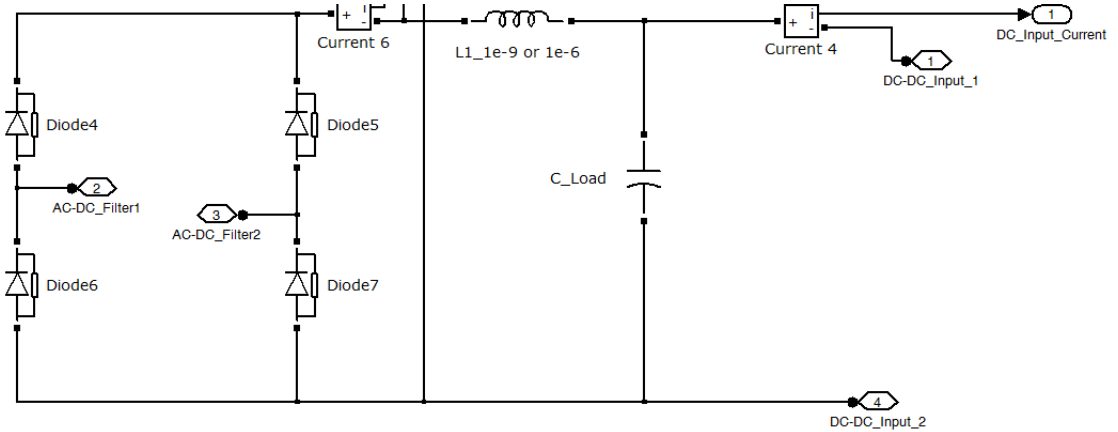 + i -
Current 6
L1_1e-9 or 1e-6
+ i -
Current 4
1
DC_Input_Current
1
DC-DC_Input_1
Diode4
Diode5
2
AC-DC_Filter1
3
AC-DC_Filter2
C_Load
Diode6
Diode7
4
DC-DC_Input_2